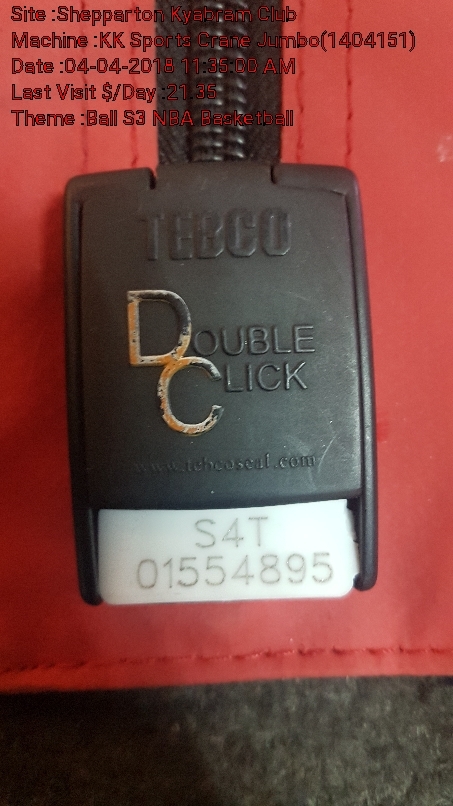 Site :Shepparton Kyabram Club
Machine :KK Sports Crane Jumbo(1404151)
Date :04-04-2018 11:35:00 AM
Last Visit $/Day :21.35
Theme :Ball S3 NBA Basketball
TEBCO
DOUBLE
CLICK
www.tebcoseal.com
S4T
01554895